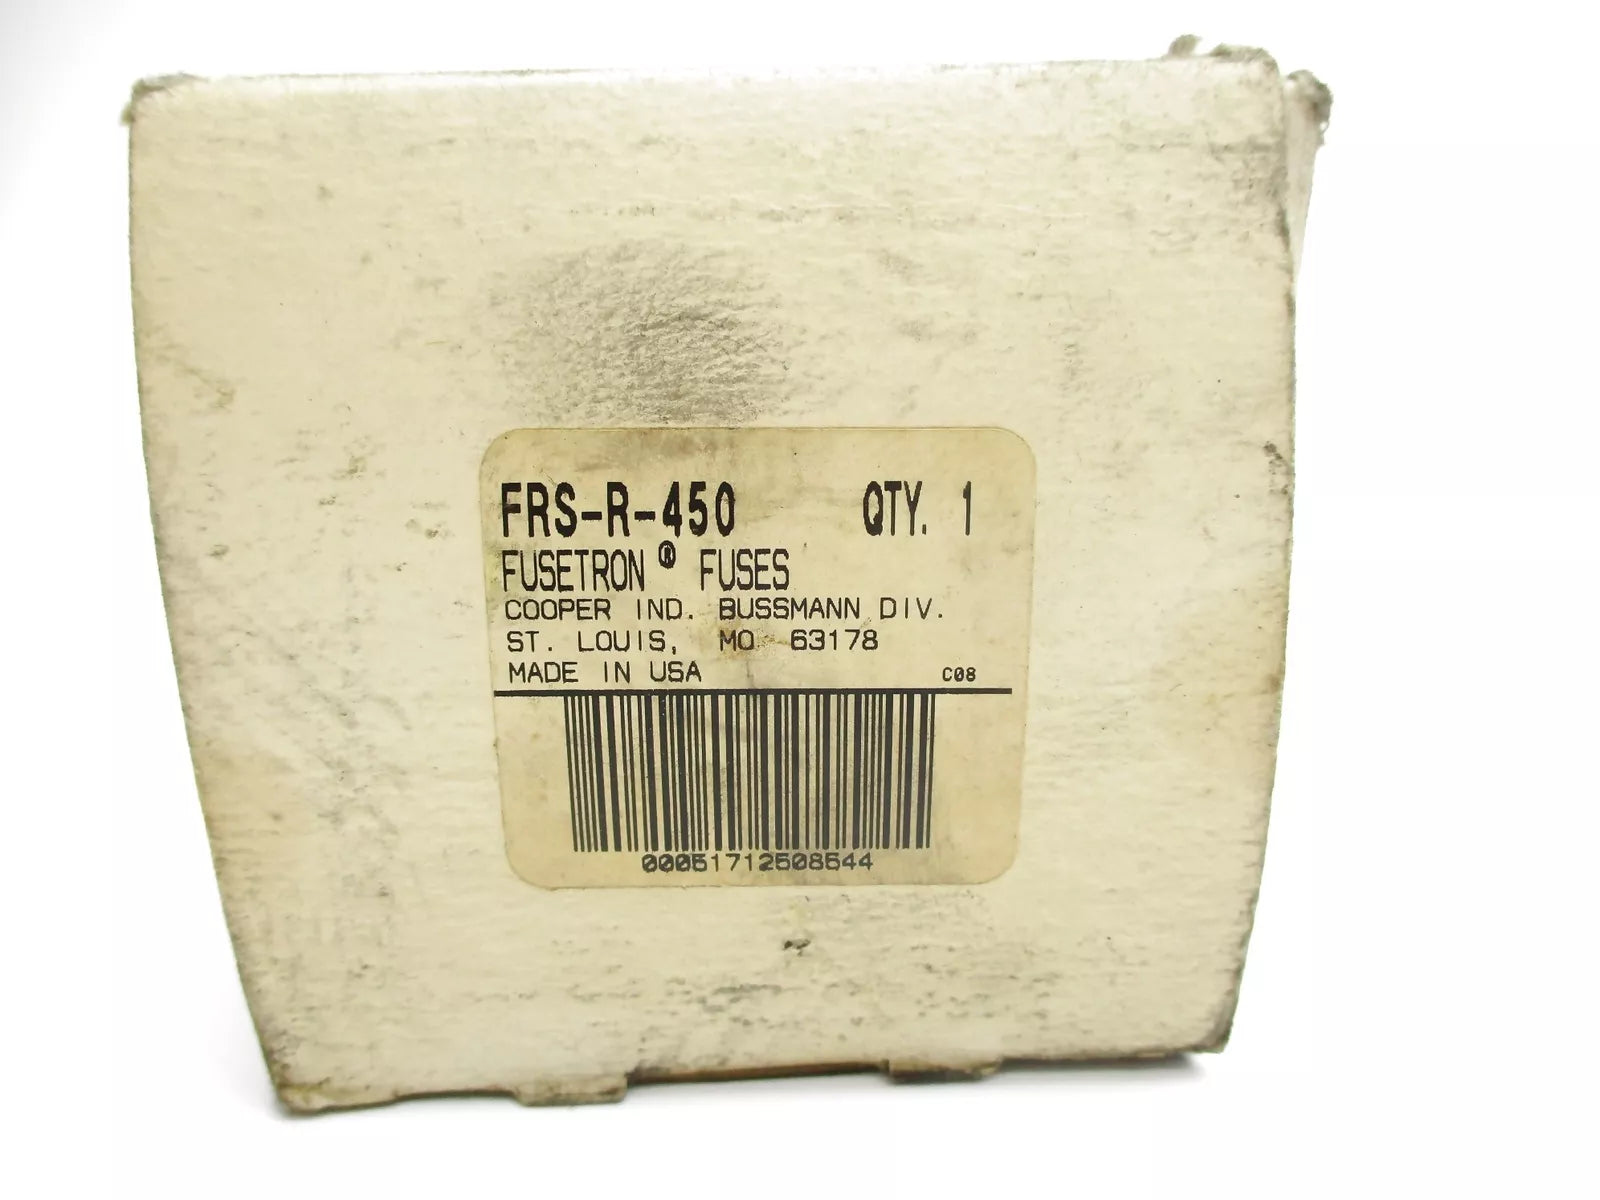 FRS-R-450 QTY. 1
FUSETRON® FUSES
COOPER IND. BUSSMANN DIV.
ST. LOUIS, MO 63178
MADE IN USA C08
00051712508544